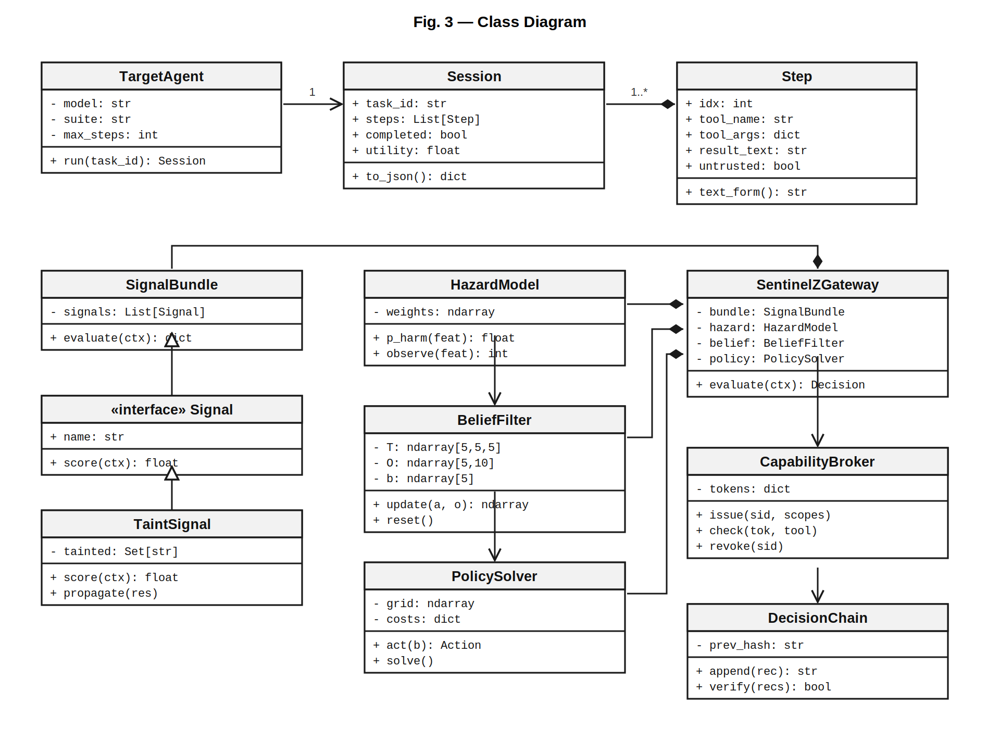 Fig. 3 — Class Diagram
TargetAgent
- model: str
- suite: str
- max_steps: int
+ run(task_id): Session
1
Session
+ task_id: str
+ steps: List[Step]
+ completed: bool
+ utility: float
+ to_json(): dict
1..*
Step
+ idx: int
+ tool_name: str
+ tool_args: dict
+ result_text: str
+ untrusted: bool
+ text_form(): str
SignalBundle
- signals: List[Signal]
+ evaluate(ctx): dict
«interface» Signal
+ name: str
+ score(ctx): float
TaintSignal
- tainted: Set[str]
+ score(ctx): float
+ propagate(res)
HazardModel
- weights: ndarray
+ p_harm(feat): float
+ observe(feat): int
BeliefFilter
- T: ndarray[5,5,5]
- O: ndarray[5,10]
- b: ndarray[5]
+ update(a, o): ndarray
+ reset()
PolicySolver
- grid: ndarray
- costs: dict
+ act(b): Action
+ solve()
SentinelZGateway
- bundle: SignalBundle
- hazard: HazardModel
- belief: BeliefFilter
- policy: PolicySolver
+ evaluate(ctx): Decision
CapabilityBroker
- tokens: dict
+ issue(sid, scopes)
+ check(tok, tool)
+ revoke(sid)
DecisionChain
- prev_hash: str
+ append(rec): str
+ verify(recs): bool